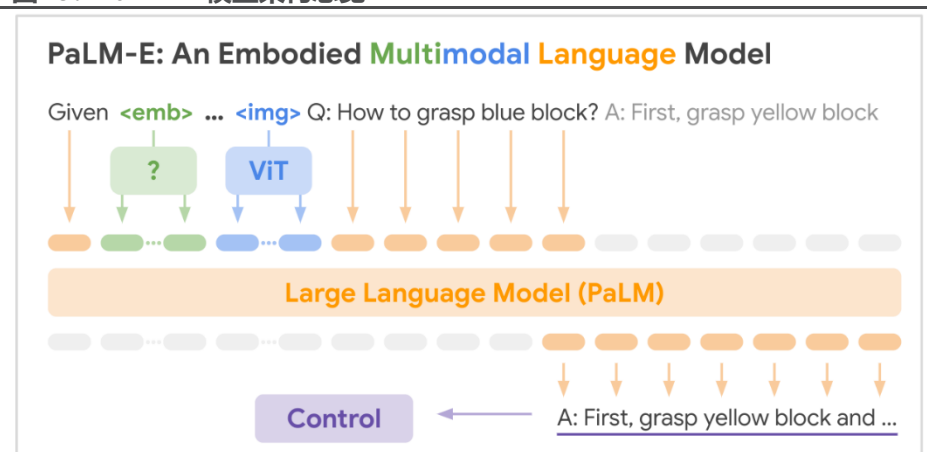 PaLM-E: An Embodied Multimodal Language Model
Given <emb> ... <img> Q: How to grasp blue block? A: First, grasp yellow block
?
ViT
Large Language Model (PaLM)
A: First, grasp yellow block and ...
Control